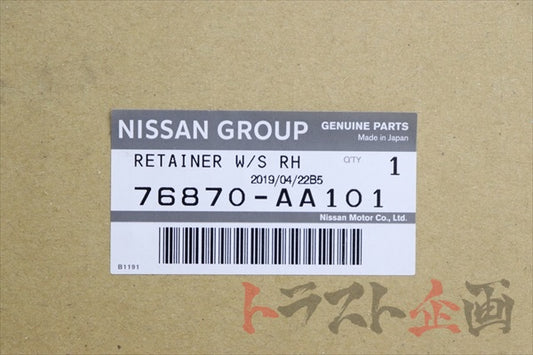 NISSAN GROUP GENUINE PARTS
Made in Japan
RETAINER W/S RH Q'TY 1
2019/04/22B5
76870-AA101
Nissan Motor Co., Ltd.
B1191
トラスト企画